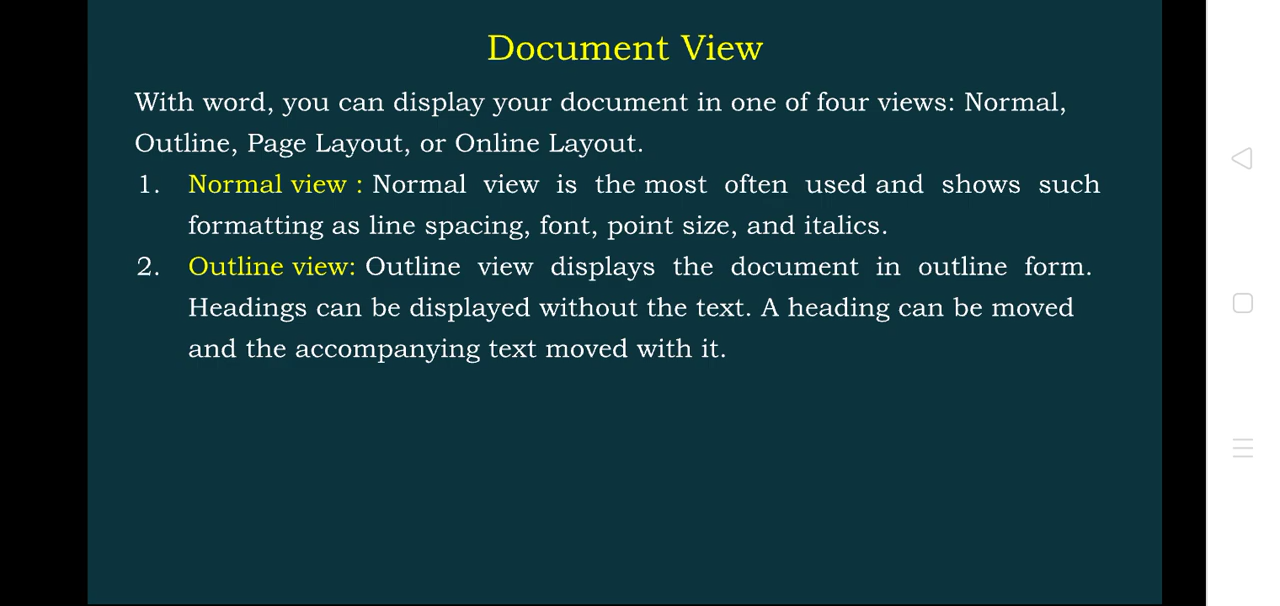 Document View
With word, you can display your document in one of four views: Normal,
Outline, Page Layout, or Online Layout.
1. Normal view : Normal view is the most often used and shows such
formatting as line spacing, font, point size, and italics.
2. Outline view: Outline view displays the document in outline form.
Headings can be displayed without the text. A heading can be moved
and the accompanying text moved with it.